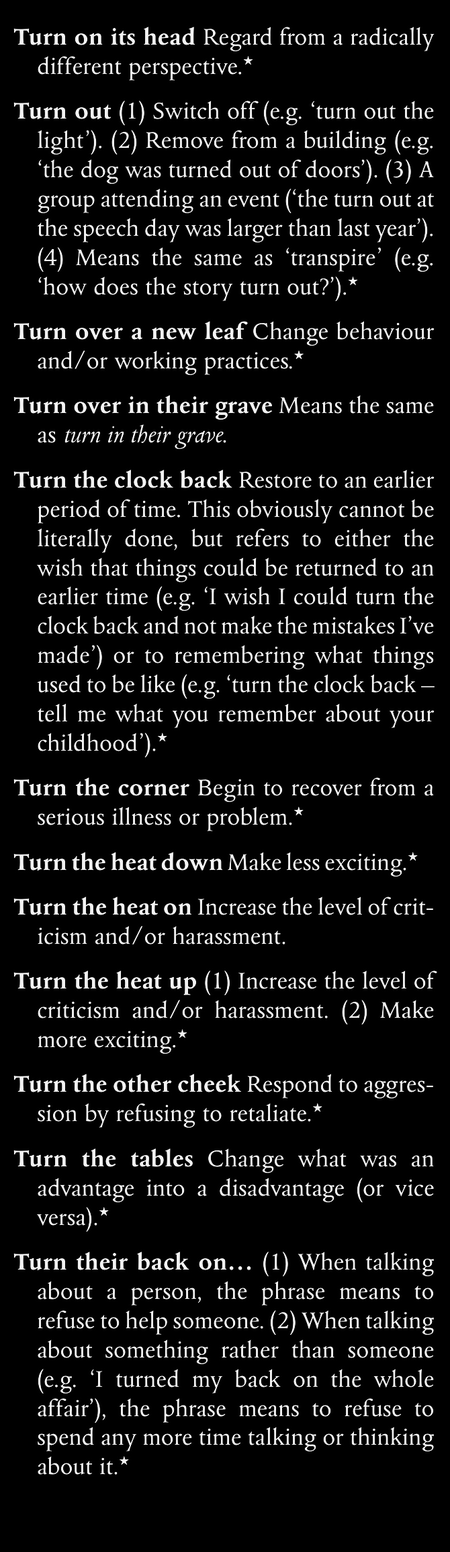 Turn on its head Regard from a radically
different perspective.★
Turn out (1) Switch off (e.g. ‘turn out the
light’). (2) Remove from a building (e.g.
‘the dog was turned out of doors’). (3) A
group attending an event (‘the turn out at
the speech day was larger than last year’).
(4) Means the same as ‘transpire’ (e.g.
‘how does the story turn out?’).★
Turn over a new leaf Change behaviour
and/or working practices.★
Turn over in their grave Means the same
as turn in their grave.
Turn the clock back Restore to an earlier
period of time. This obviously cannot be
literally done, but refers to either the
wish that things could be returned to an
earlier time (e.g. ‘I wish I could turn the
clock back and not make the mistakes I’ve
made’) or to remembering what things
used to be like (e.g. ‘turn the clock back –
tell me what you remember about your
childhood’).★
Turn the corner Begin to recover from a
serious illness or problem.★
Turn the heat down Make less exciting.★
Turn the heat on Increase the level of crit-
icism and/or harassment.
Turn the heat up (1) Increase the level of
criticism and/or harassment. (2) Make
more exciting.★
Turn the other cheek Respond to aggres-
sion by refusing to retaliate.★
Turn the tables Change what was an
advantage into a disadvantage (or vice
versa).★
Turn their back on… (1) When talking
about a person, the phrase means to
refuse to help someone. (2) When talking
about something rather than someone
(e.g. ‘I turned my back on the whole
affair’), the phrase means to refuse to
spend any more time talking or thinking
about it.★